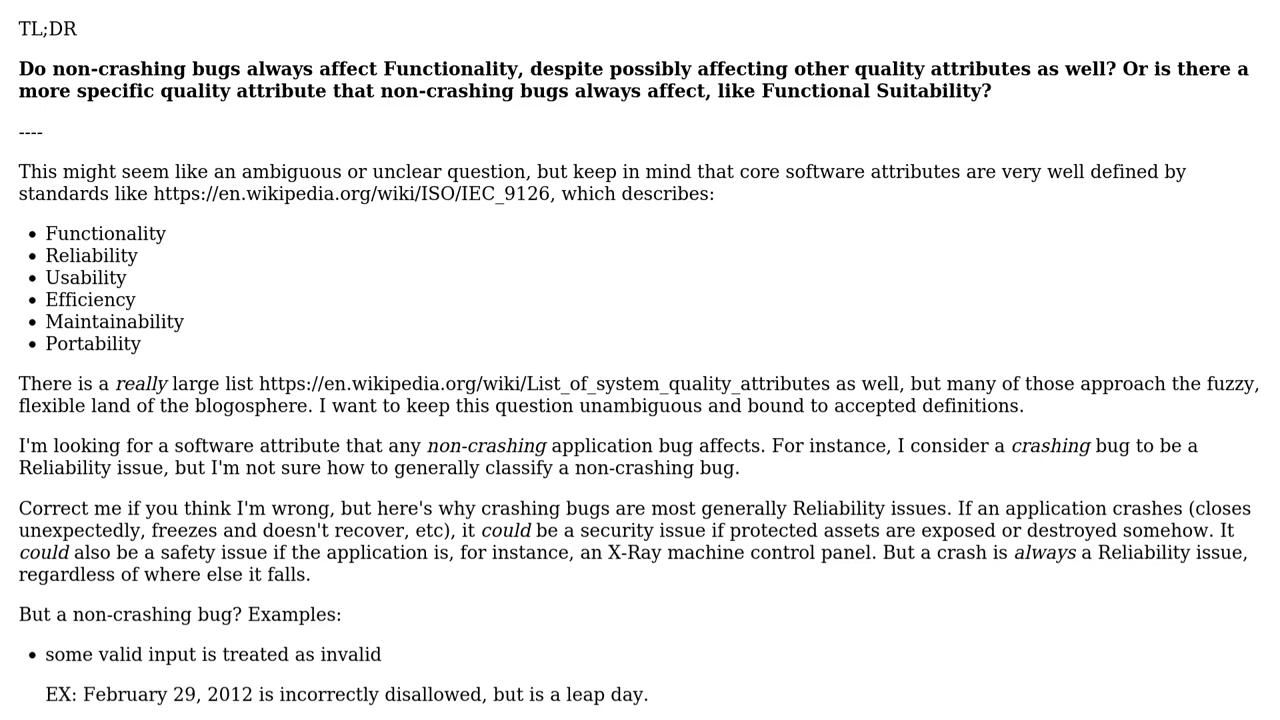 TL;DR
Do non-crashing bugs always affect Functionality, despite possibly affecting other quality attributes as well? Or is there a
more specific quality attribute that non-crashing bugs always affect, like Functional Suitability?
----
This might seem like an ambiguous or unclear question, but keep in mind that core software attributes are very well defined by
standards like https://en.wikipedia.org/wiki/ISO/IEC_9126, which describes:
• Functionality
• Reliability
• Usability
• Efficiency
• Maintainability
• Portability
There is a really large list https://en.wikipedia.org/wiki/List_of_system_quality_attributes as well, but many of those approach the fuzzy,
flexible land of the blogosphere. I want to keep this question unambiguous and bound to accepted definitions.
I'm looking for a software attribute that any non-crashing application bug affects. For instance, I consider a crashing bug to be a
Reliability issue, but I'm not sure how to generally classify a non-crashing bug.
Correct me if you think I'm wrong, but here's why crashing bugs are most generally Reliability issues. If an application crashes (closes
unexpectedly, freezes and doesn't recover, etc), it could be a security issue if protected assets are exposed or destroyed somehow. It
could also be a safety issue if the application is, for instance, an X-Ray machine control panel. But a crash is always a Reliability issue,
regardless of where else it falls.
But a non-crashing bug? Examples:
• some valid input is treated as invalid
EX: February 29, 2012 is incorrectly disallowed, but is a leap day.